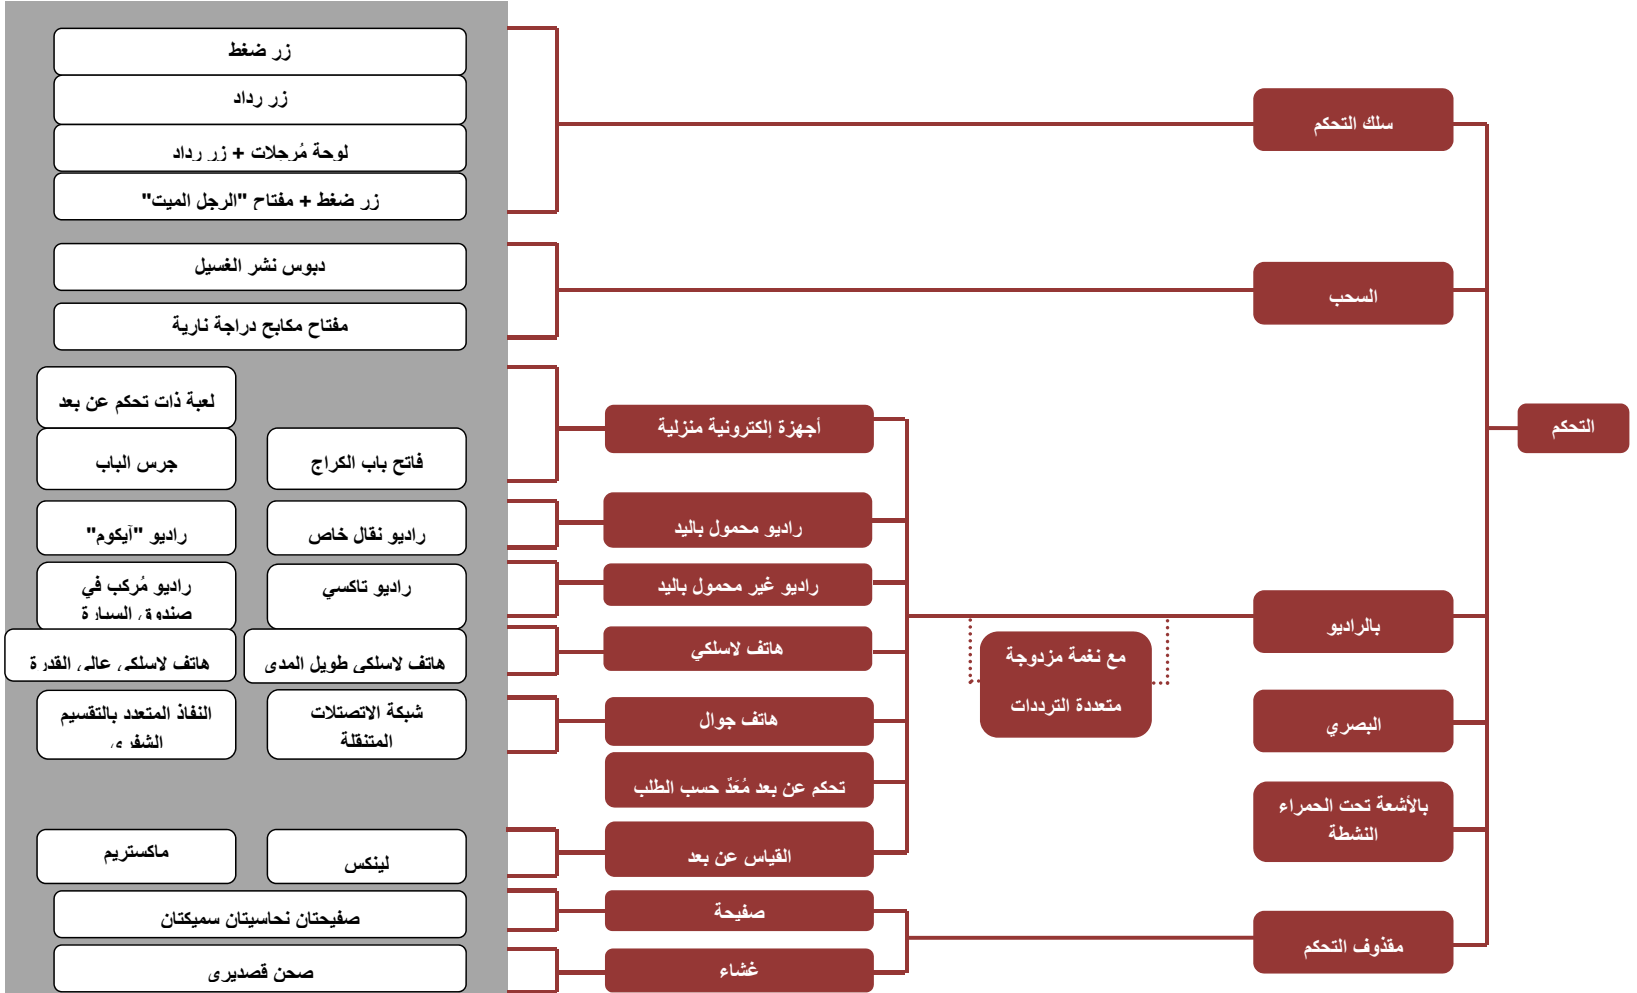 التحكم
سلك التحكم
زر ضغط
زر رداد
لوحة مُرحلات + زر رداد
زر ضغط + مفتاح "الرجل الميت"
السحب
دبوس نشر الغسيل
مفتاح مكابح دراجة نارية
بالراديو
مع نغمة مزدوجة
متعددة الترددات
أجهزة إلكترونية منزلية
لعبة ذات تحكم عن بعد
فاتح باب الكراج
جرس الباب
راديو محمول باليد
راديو نقال خاص
راديو "آيكوم"
راديو غير محمول باليد
راديو تاكسي
راديو مُركب في
صندوق السيارة
هاتف لاسلكي
هاتف لاسلكي طويل المدى
هاتف لاسلكي عالي القدرة
هاتف جوال
شبكة الاتصتلات
المتنقلة
النفاذ المتعدد بالتقسيم
الشفري
تحكم عن بعد مُعَدّ حسب الطلب
القياس عن بعد
لينكس
ماكستريم
البصري
بالأشعة تحت الحمراء
النشطة
مقذوف التحكم
صفيحة
صفيحتان نحاسيتان سميكتان
غشاء
صحن قصديري